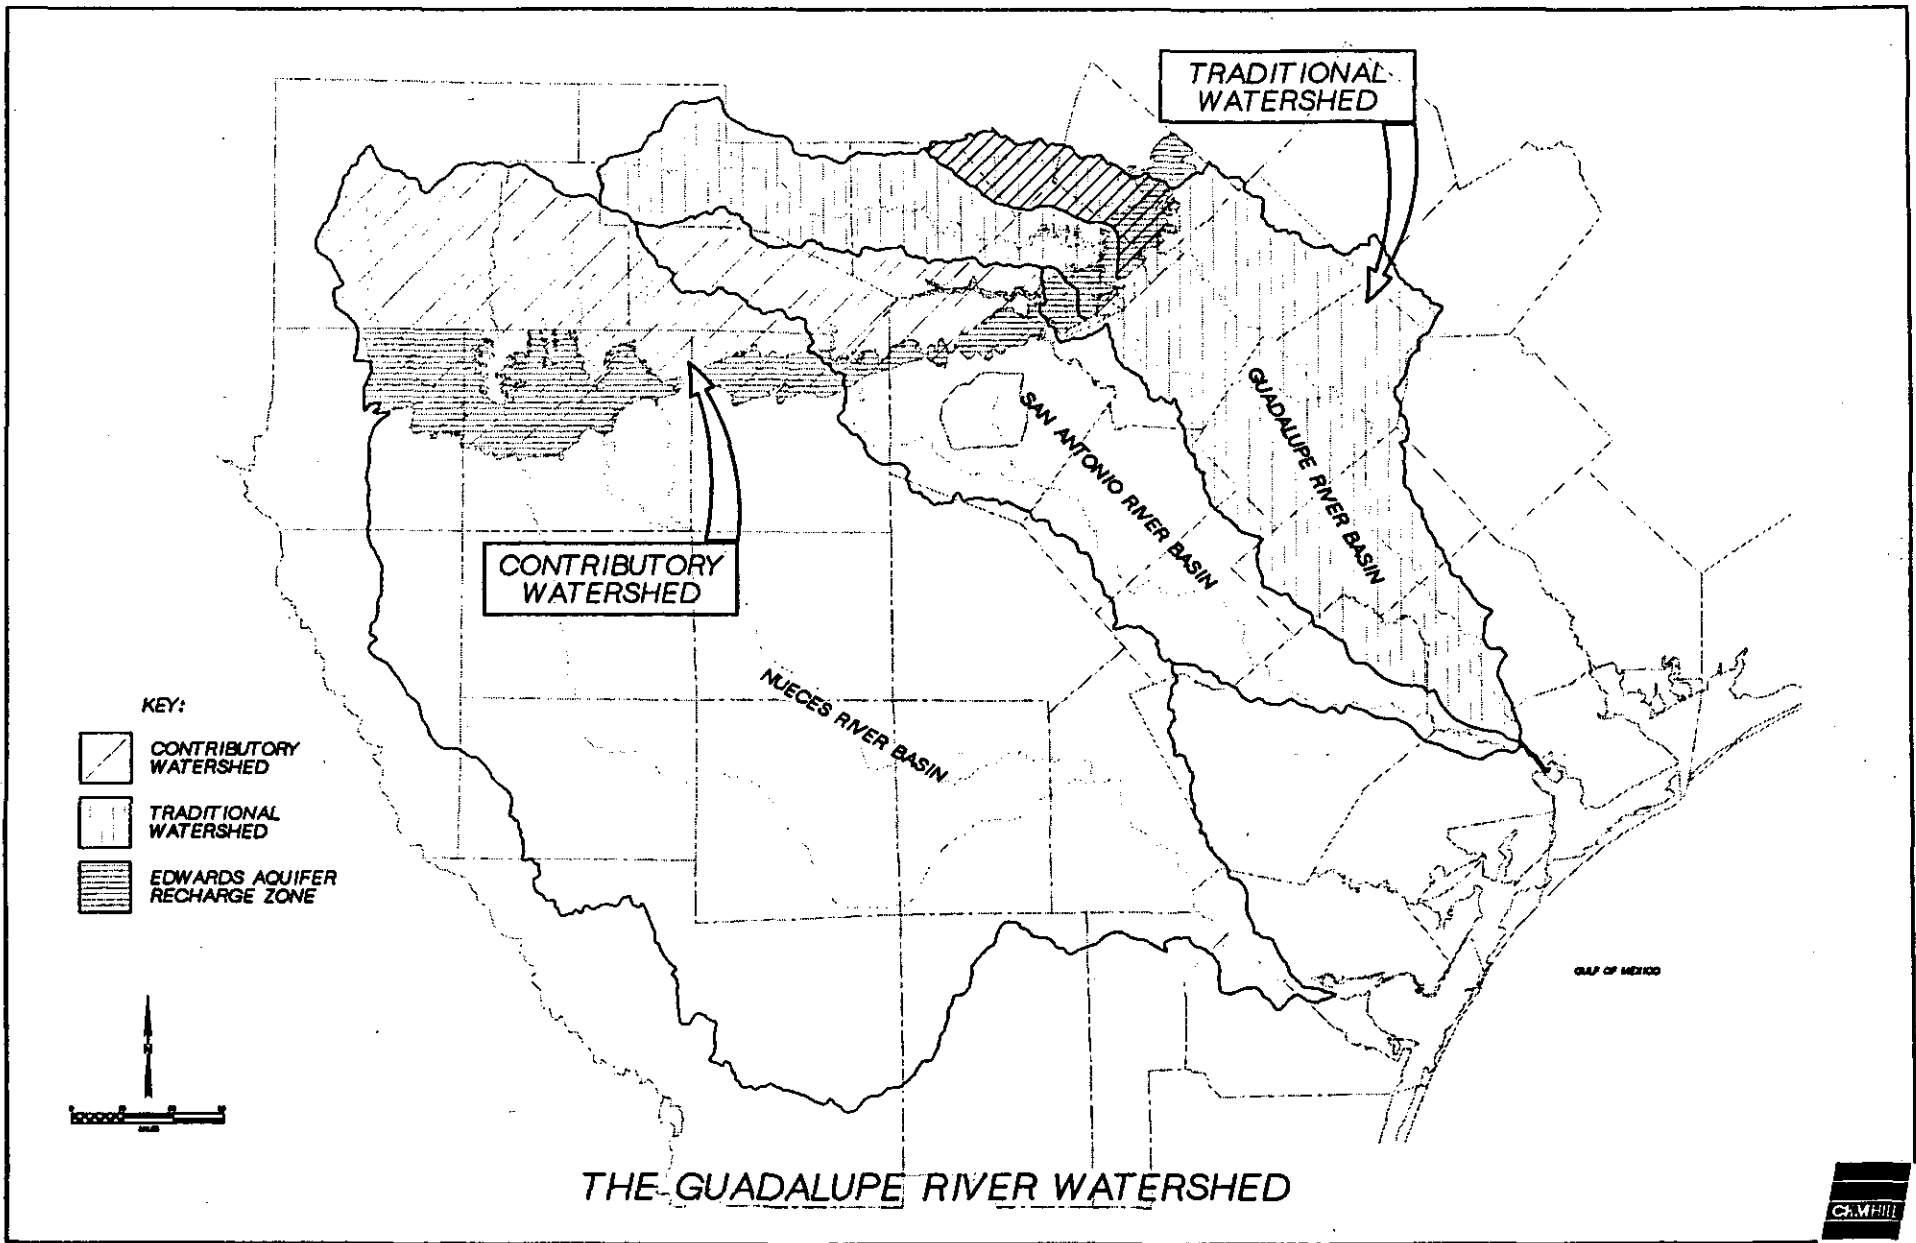 TRADITIONAL
WATERSHED
SAN ANTONIO RIVER BASIN
GUADALUPE RIVER BASIN
CONTRIBUTORY
WATERSHED
NUECES RIVER BASIN
KEY:
CONTRIBUTORY
WATERSHED
TRADITIONAL
WATERSHED
EDWARDS AQUIFER
RECHARGE ZONE
GULF OF MEXICO
N
MILES
THE GUADALUPE RIVER WATERSHED
CH2M HILL